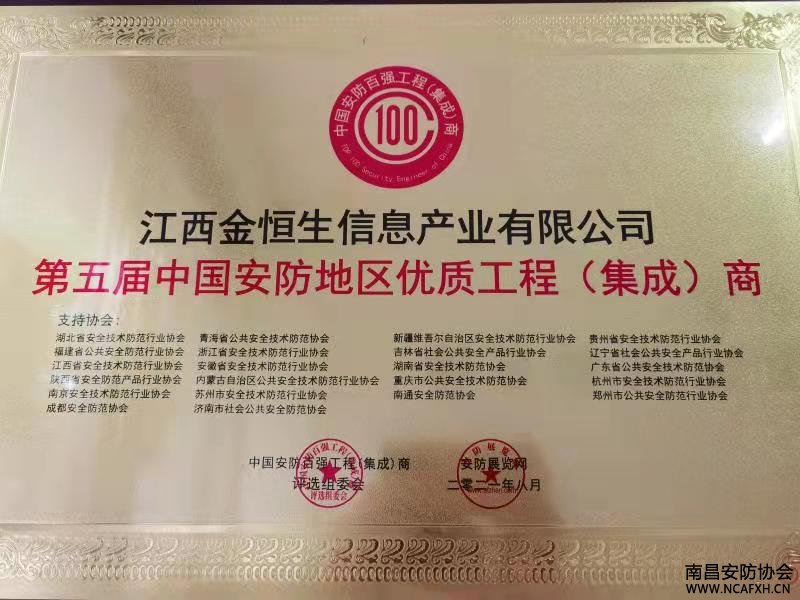 中国安防百强工程(集成)商
100
TOP 100 Security Engineer of China
江西金恒生信息产业有限公司
第五届中国安防地区优质工程（集成）商
支持协会：
湖北省安全技术防范行业协会 青海省公共安全技术防范协会 新疆维吾尔自治区安全技术防范行业协会 贵州省安全技术防范行业协会
福建省公共安全防范行业协会 浙江省安全技术防范行业协会 吉林省社会公共安全产品行业协会 辽宁省社会公共安全产品行业协会
江西省安全技术防范行业协会 安徽省安全技术防范行业协会 湖南省安全技术防范协会 广东省公共安全技术防范协会
陕西省安全防范产品行业协会 内蒙古自治区公共安全技术防范协会 重庆市公共安全技术防范协会 杭州市安全技术防范行业协会
南京安全技术防范行业协会 苏州市安全技术防范行业协会 南通安全防范协会 郑州市公共安全防范行业协会
成都安全防范协会 济南市社会公共安全防范协会
中国安防百强工程(集成)商 安防展览网
评选组委会 二零二一年八月
评选组委会
南昌安防协会
WWW.NCAFXH.CN